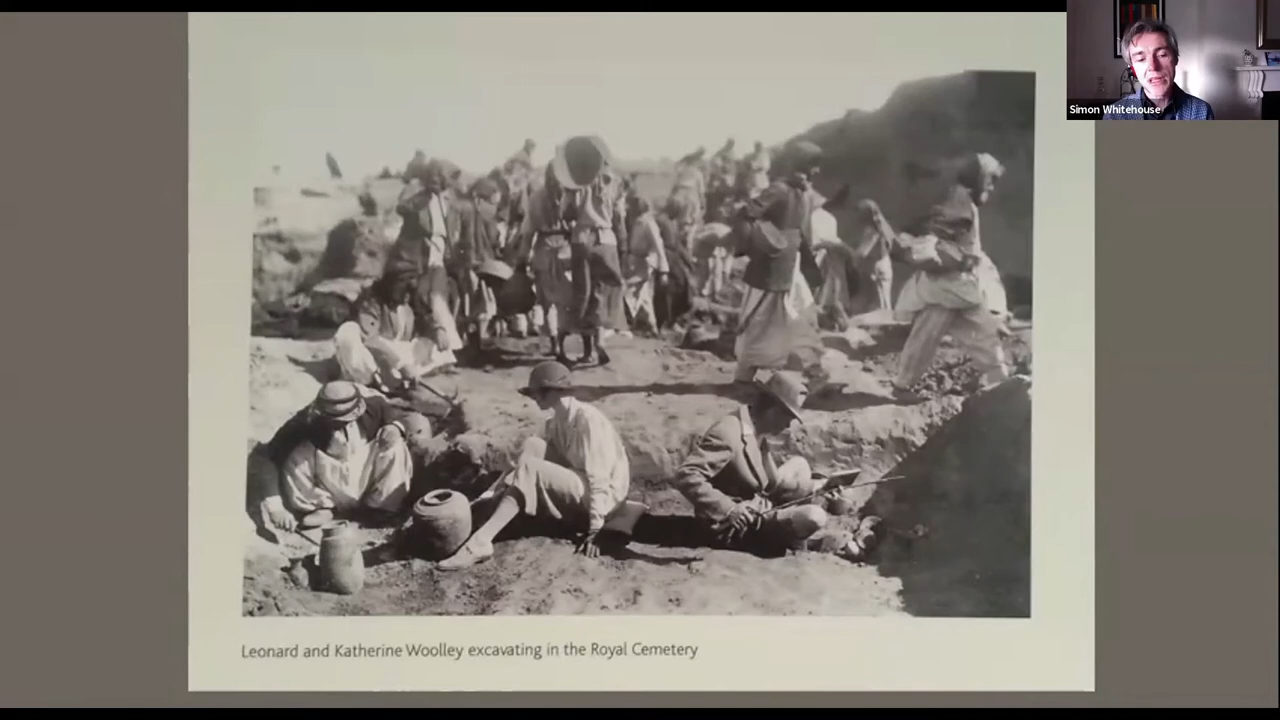 Simon Whitehouse
Leonard and Katherine Woolley excavating in the Royal Cemetery